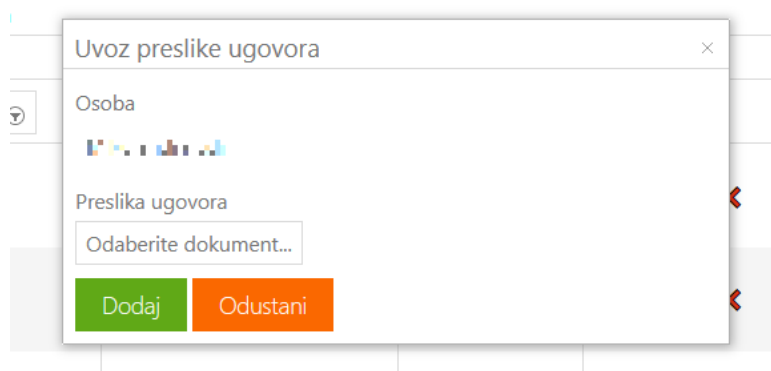 Uvoz preslike ugovora
Osoba
Preslika ugovora
Odaberite dokument...
Dodaj
Odustani